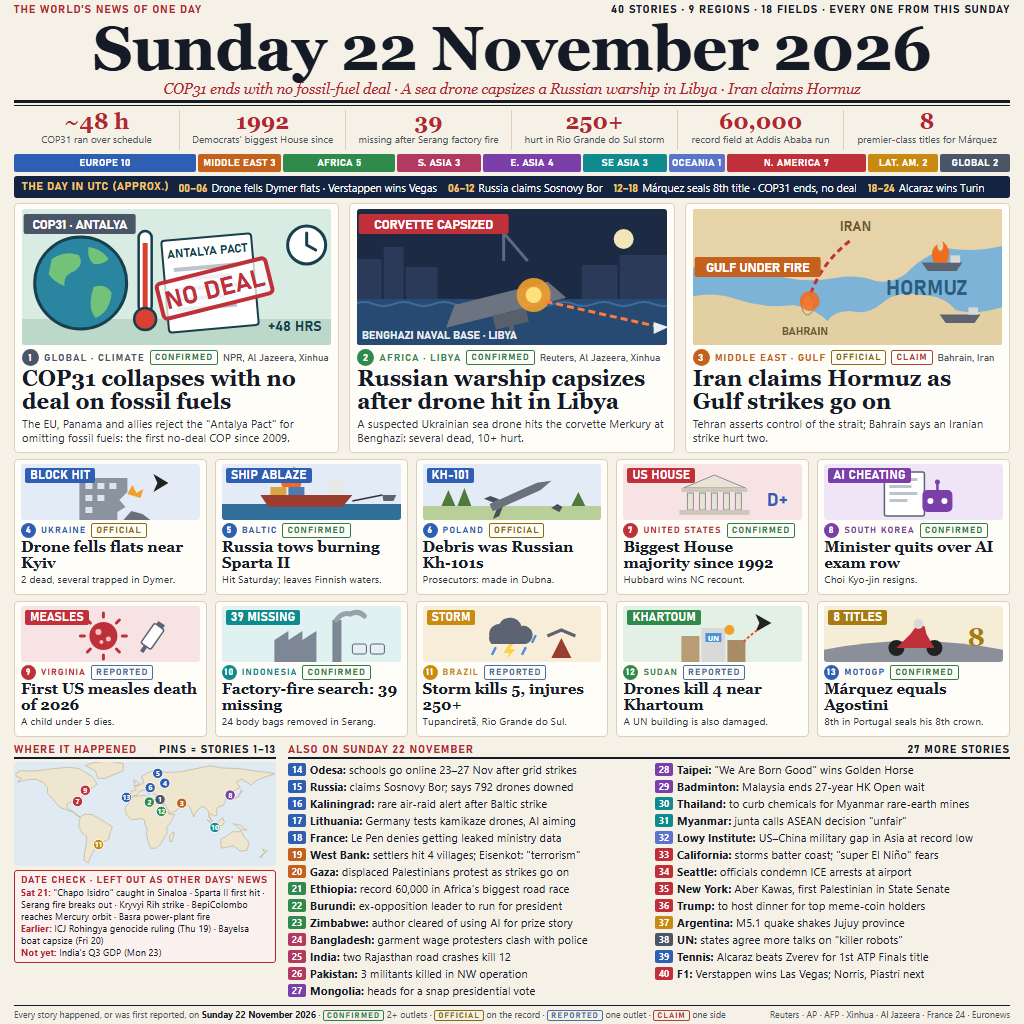 THE WORLD'S NEWS OF ONE DAY
40 STORIES · 9 REGIONS · 18 FIELDS · EVERY ONE FROM THIS SUNDAY
Sunday 22 November 2026
COP31 ends with no fossil-fuel deal · A sea drone capsizes a Russian warship in Libya · Iran claims Hormuz
~48 h
COP31 ran over schedule
1992
Democrats' biggest House since
39
missing after Serang factory fire
250+
hurt in Rio Grande do Sul storm
60,000
record field at Addis Ababa run
8
premier-class titles for Márquez
EUROPE 10
MIDDLE EAST 3
AFRICA 5
S. ASIA 3
E. ASIA 4
SE ASIA 3
OCEANIA 1
N. AMERICA 7
LAT. AM. 2
GLOBAL 2
THE DAY IN UTC (APPROX.) 00–06 Drone fells Dymer flats · Verstappen wins Vegas 06–12 Russia claims Sosnovy Bor 12–18 Márquez seals 8th title · COP31 ends, no deal 18–24 Alcaraz wins Turin
COP31 · ANTALYA
ANTALYA PACT
NO DEAL
+48 HRS
1 GLOBAL · CLIMATE CONFIRMED NPR, Al Jazeera, Xinhua
COP31 collapses with no
deal on fossil fuels
The EU, Panama and allies reject the "Antalya Pact" for
omitting fossil fuels: the first no-deal COP since 2009.
CORVETTE CAPSIZED
BENGHAZI NAVAL BASE · LIBYA
2 AFRICA · LIBYA CONFIRMED Reuters, Al Jazeera, Xinhua
Russian warship capsizes
after drone hit in Libya
A suspected Ukrainian sea drone hits the corvette Merkury at
Benghazi: several dead, 10+ hurt.
IRAN
GULF UNDER FIRE
HORMUZ
BAHRAIN
3 MIDDLE EAST · GULF OFFICIAL CLAIM Bahrain, Iran
Iran claims Hormuz as
Gulf strikes go on
Tehran asserts control of the strait; Bahrain says an Iranian
strike hurt two.
BLOCK HIT
4 UKRAINE OFFICIAL
Drone fells flats near
Kyiv
2 dead, several trapped in Dymer.
SHIP ABLAZE
5 BALTIC CONFIRMED
Russia tows burning
Sparta II
Hit Saturday; leaves Finnish waters.
KH-101
6 POLAND OFFICIAL
Debris was Russian
Kh-101s
Prosecutors: made in Dubna.
US HOUSE
D+
7 UNITED STATES CONFIRMED
Biggest House
majority since 1992
Hubbard wins NC recount.
AI CHEATING
8 SOUTH KOREA CONFIRMED
Minister quits over AI
exam row
Choi Kyo-jin resigns.
MEASLES
9 VIRGINIA REPORTED
First US measles death
of 2026
A child under 5 dies.
39 MISSING
10 INDONESIA CONFIRMED
Factory-fire search: 39
missing
24 body bags removed in Serang.
STORM
11 BRAZIL REPORTED
Storm kills 5, injures
250+
Tupanciretã, Rio Grande do Sul.
KHARTOUM
UN
12 SUDAN REPORTED
Drones kill 4 near
Khartoum
A UN building is also damaged.
8 TITLES
8
13 MOTOGP CONFIRMED
Márquez equals
Agostini
8th in Portugal seals his 8th crown.
WHERE IT HAPPENED
PINS = STORIES 1–13
5
6
4
9
7
13
2
1
12
3
8
10
11
DATE CHECK · LEFT OUT AS OTHER DAYS' NEWS
Sat 21: "Chapo Isidro" caught in Sinaloa · Sparta II first hit ·
Serang fire breaks out · Kryvyi Rih strike · BepiColombo
reaches Mercury orbit · Basra power-plant fire
Earlier: ICJ Rohingya genocide ruling (Thu 19) · Bayelsa
boat capsize (Fri 20)
Not yet: India's Q3 GDP (Mon 23)
ALSO ON SUNDAY 22 NOVEMBER
27 MORE STORIES
14 Odesa: schools go online 23–27 Nov after grid strikes
15 Russia: claims Sosnovy Bor; says 792 drones downed
16 Kaliningrad: rare air-raid alert after Baltic strike
17 Lithuania: Germany tests kamikaze drones, AI aiming
18 France: Le Pen denies getting leaked ministry data
19 West Bank: settlers hit 4 villages; Eisenkot: "terrorism"
20 Gaza: displaced Palestinians protest as strikes go on
21 Ethiopia: record 60,000 in Africa's biggest road race
22 Burundi: ex-opposition leader to run for president
23 Zimbabwe: author cleared of using AI for prize story
24 Bangladesh: garment wage protesters clash with police
25 India: two Rajasthan road crashes kill 12
26 Pakistan: 3 militants killed in NW operation
27 Mongolia: heads for a snap presidential vote
28 Taipei: "We Are Born Good" wins Golden Horse
29 Badminton: Malaysia ends 27-year HK Open wait
30 Thailand: to curb chemicals for Myanmar rare-earth mines
31 Myanmar: junta calls ASEAN decision "unfair"
32 Lowy Institute: US–China military gap in Asia at record low
33 California: storms batter coast; "super El Niño" fears
34 Seattle: officials condemn ICE arrests at airport
35 New York: Aber Kawas, first Palestinian in State Senate
36 Trump: to host dinner for top meme-coin holders
37 Argentina: M5.1 quake shakes Jujuy province
38 UN: states agree more talks on "killer robots"
39 Tennis: Alcaraz beats Zverev for 1st ATP Finals title
40 F1: Verstappen wins Las Vegas; Norris, Piastri next
Every story happened, or was first reported, on Sunday 22 November 2026 · CONFIRMED 2+ outlets · OFFICIAL on the record · REPORTED one outlet · CLAIM one side
Reuters · AP · AFP · Xinhua · Al Jazeera · France 24 · Euronews